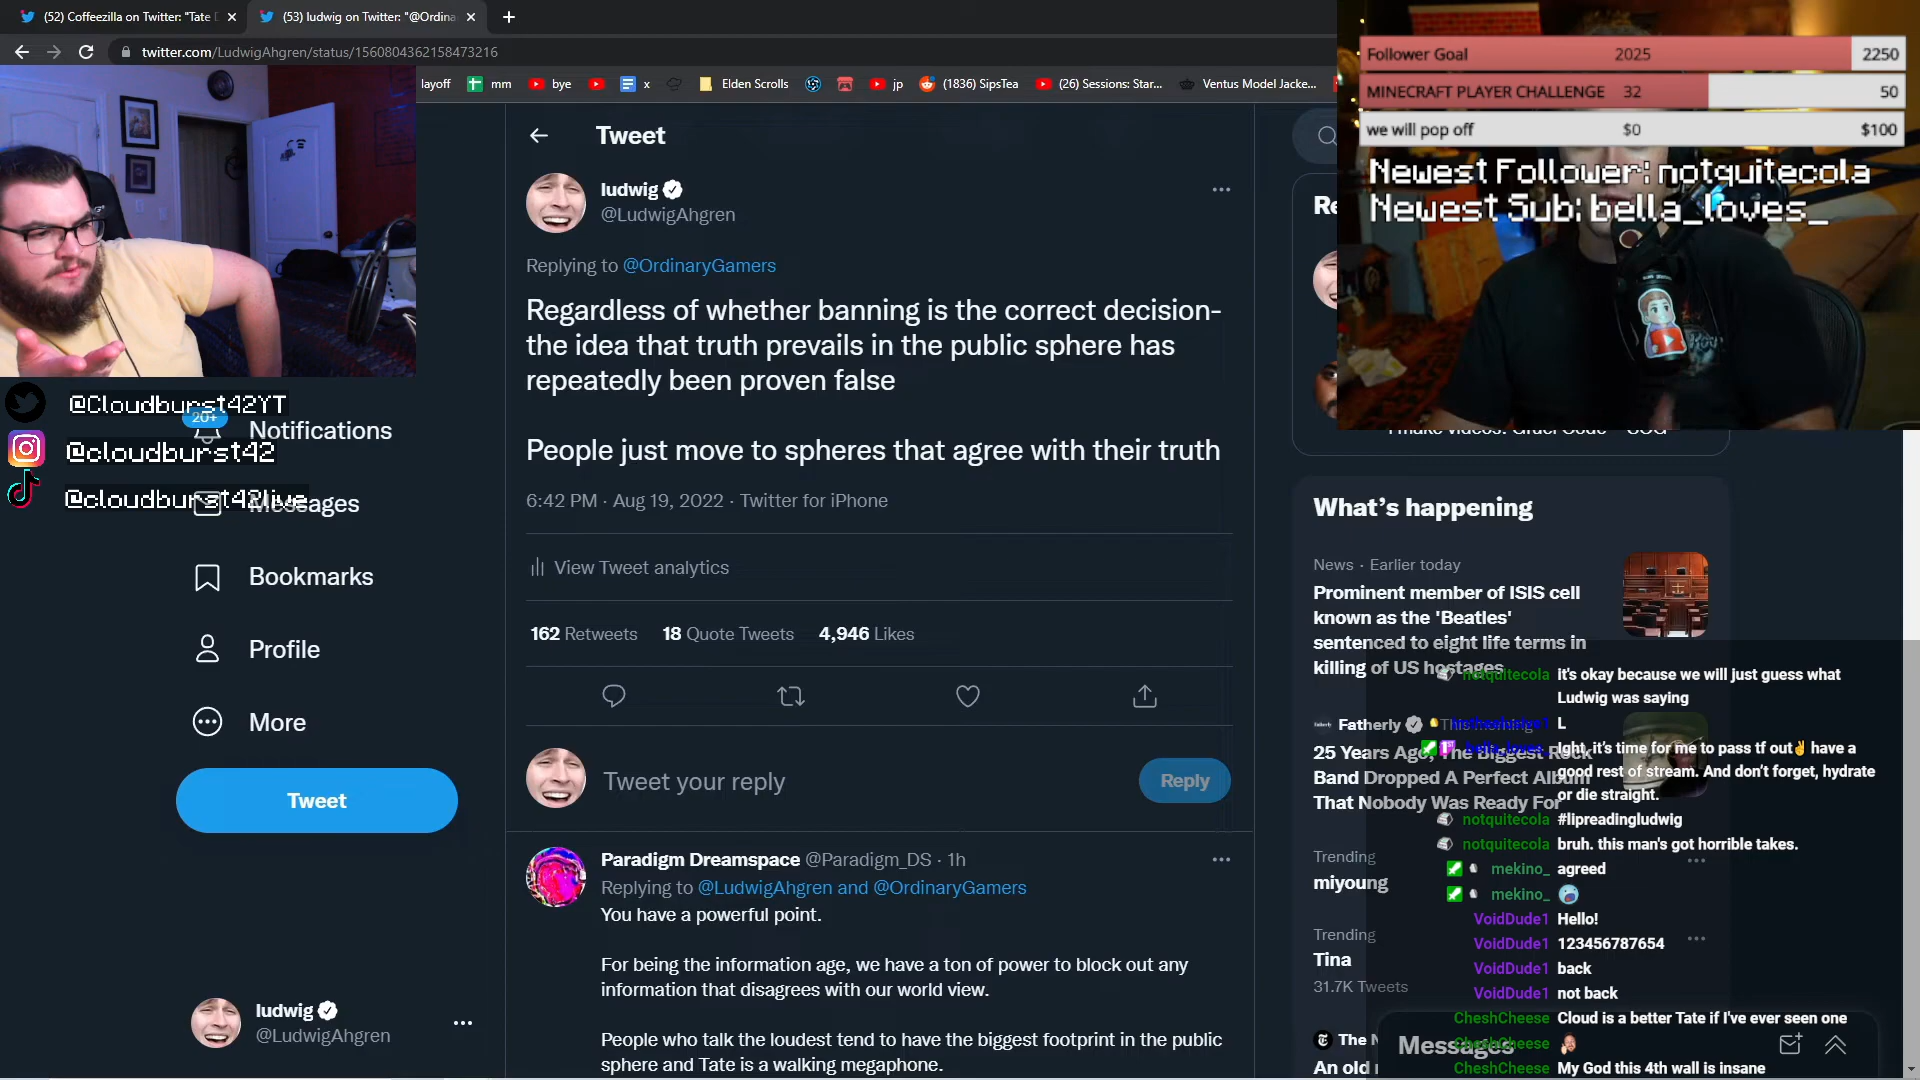 (52) Coffeezilla on Twitter: "Tate
(53) ludwig on Twitter: "@Ordina
twitter.com/LudwigAhgren/status/1560804362158473216
layoff
mm
bye
x
Elden Scrolls
jp
(1836) SipsTea
(26) Sessions: Star...
Ventus Model Jacke...
Follower Goal 2025 2250
MINECRAFT PLAYER CHALLENGE 32 50
we will pop off $0 $100
Newest Follower: notquitecola
Newest Sub: bella_loves_
@Cloudburst42YT
@cloudburst42
@cloudburst42live
20+
Notifications
Messages
Bookmarks
Profile
More
Tweet
ludwig
@LudwigAhgren
Tweet
ludwig
@LudwigAhgren
Replying to @OrdinaryGamers
Regardless of whether banning is the correct decision-
the idea that truth prevails in the public sphere has
repeatedly been proven false
People just move to spheres that agree with their truth
6:42 PM · Aug 19, 2022 · Twitter for iPhone
View Tweet analytics
162 Retweets 18 Quote Tweets 4,946 Likes
Tweet your reply
Reply
Paradigm Dreamspace @Paradigm_DS · 1h
Replying to @LudwigAhgren and @OrdinaryGamers
You have a powerful point.
For being the information age, we have a ton of power to block out any
information that disagrees with our world view.
People who talk the loudest tend to have the biggest footprint in the public
sphere and Tate is a walking megaphone.
What's happening
News · Earlier today
Prominent member of ISIS cell
known as the 'Beatles'
sentenced to eight life terms in
killing of US hostages
Fatherly This morning
25 Years Ago, The Biggest Rock
Band Dropped A Perfect Album
That Nobody Was Ready For
Trending
miyoung
Trending
Tina
31.7K Tweets
The N
An old
Messages
notquitecola it's okay because we will just guess what
Ludwig was saying
L
bella_loves_ Ight, it's time for me to pass tf out✌ have a
good rest of stream. And don't forget, hydrate
or die straight.
notquitecola #lipreadingludwig
notquitecola bruh. this man's got horrible takes.
mekino_ agreed
mekino_
VoidDude1 Hello!
VoidDude1 123456787654
VoidDude1 back
VoidDude1 not back
CheshCheese Cloud is a better Tate if I've ever seen one
CheshCheese
CheshCheese My God this 4th wall is insane